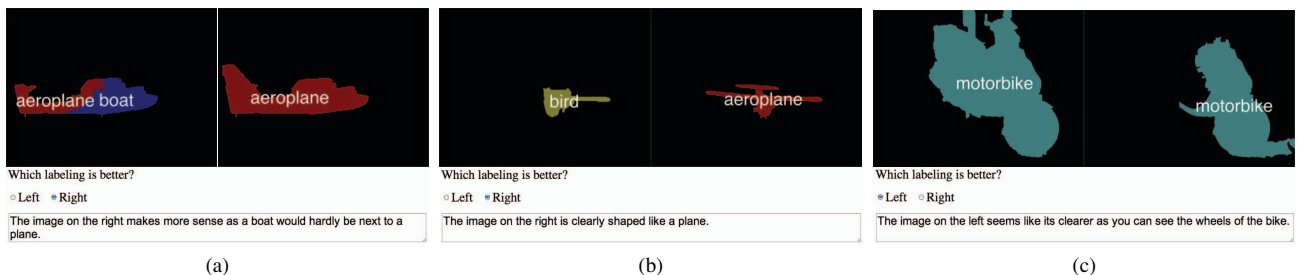 aeroplane boat
aeroplane
Which labeling is better?
Left Right
The image on the right makes more sense as a boat would hardly be next to a
plane.
(a)
bird
aeroplane
Which labeling is better?
Left Right
The image on the right is clearly shaped like a plane.
(b)
motorbike
motorbike
Which labeling is better?
Left Right
The image on the left seems like its clearer as you can see the wheels of the bike.
(c)